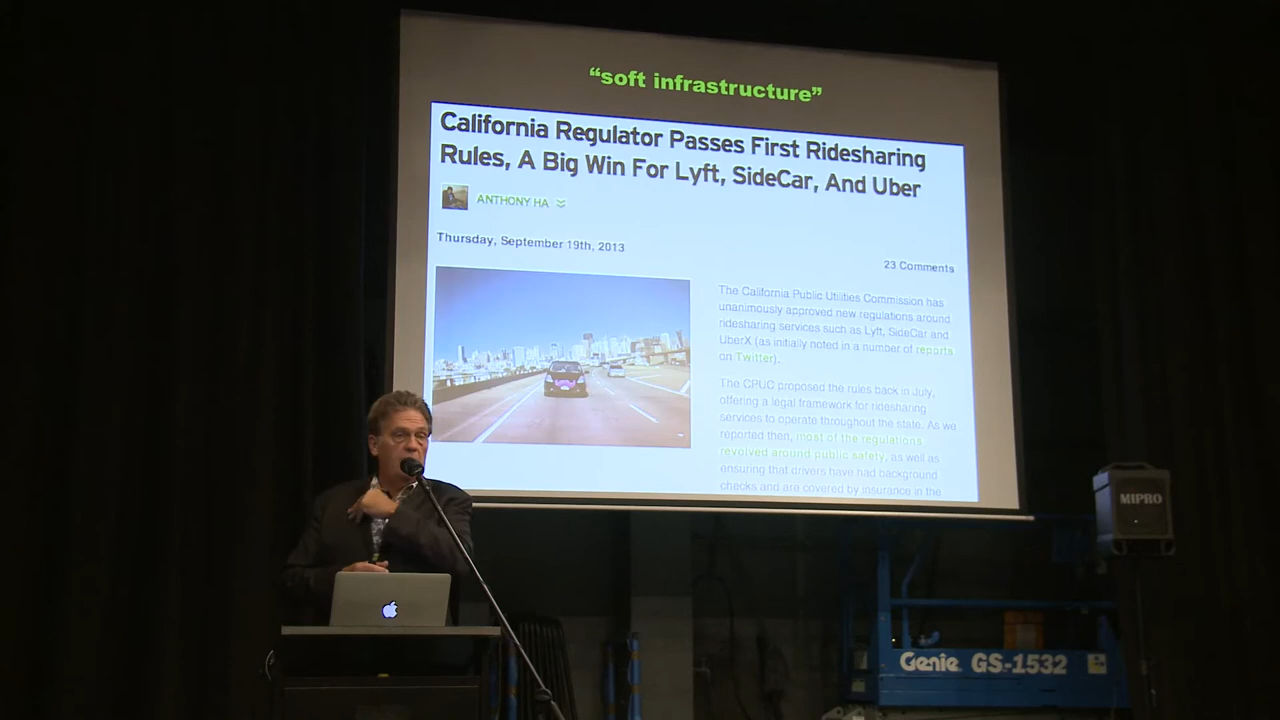 “soft infrastructure”
California Regulator Passes First Ridesharing
Rules, A Big Win For Lyft, SideCar, And Uber
ANTHONY HA
Thursday, September 19th, 2013
23 Comments
The California Public Utilities Commission has
unanimously approved new regulations around
ridesharing services such as Lyft, SideCar and
UberX (as initially noted in a number of reports
on Twitter).
The CPUC proposed the rules back in July,
offering a legal framework for ridesharing
services to operate throughout the state. As we
reported then, most of the regulations
revolved around public safety, as well as
ensuring that drivers have had background
checks and are covered by insurance in the
MIPRO
Genie GS-1532